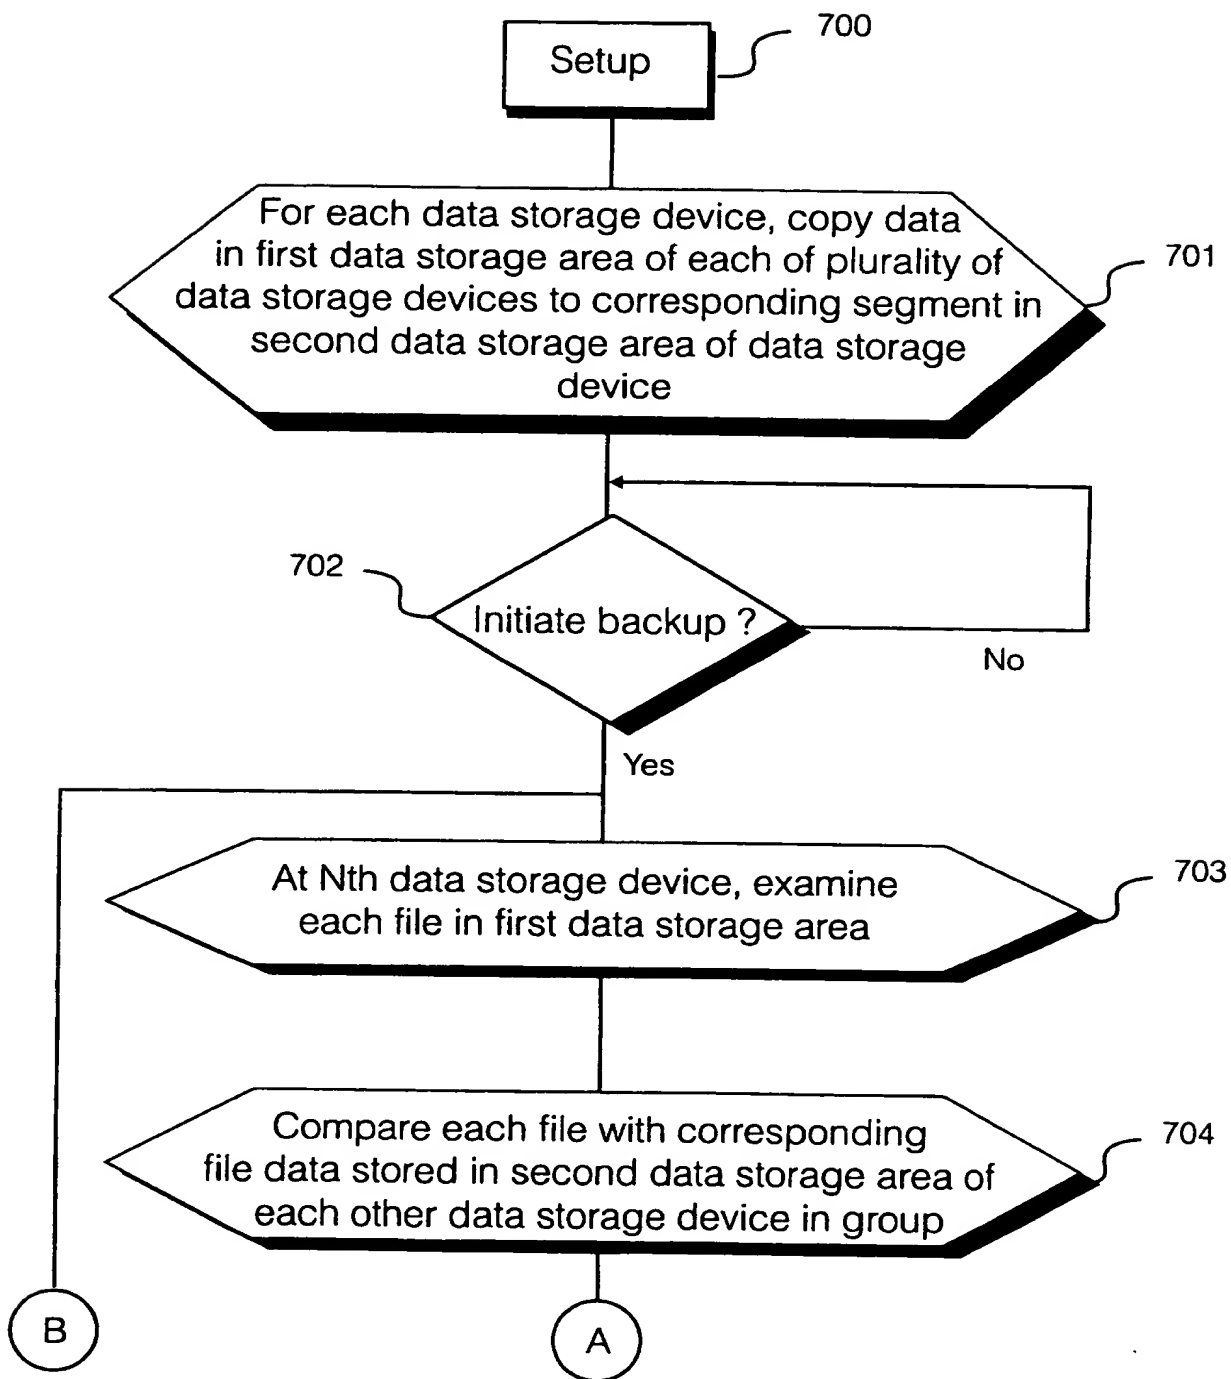 Setup
700
For each data storage device, copy data
in first data storage area of each of plurality of
data storage devices to corresponding segment in
second data storage area of data storage
device
701
702
Initiate backup ?
No
Yes
At Nth data storage device, examine
each file in first data storage area
703
Compare each file with corresponding
file data stored in second data storage area of
each other data storage device in group
704
B
A